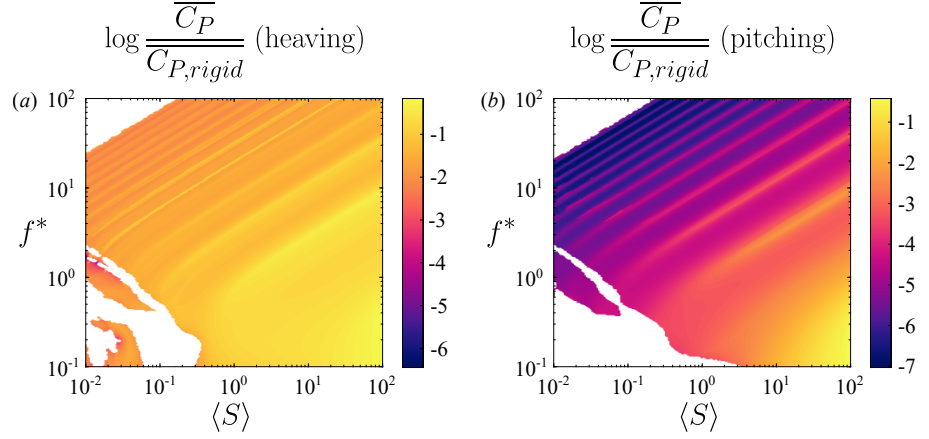 log C_P / C_{P,rigid} (heaving)
log C_P / C_{P,rigid} (pitching)
(a)
10^2
10^1
f*
10^0
10^-1
10^-2 10^-1 10^0 10^1 10^2
⟨S⟩
-1
-2
-3
-4
-5
-6
(b)
10^2
10^1
f*
10^0
10^-1
10^-2 10^-1 10^0 10^1 10^2
⟨S⟩
-1
-2
-3
-4
-5
-6
-7